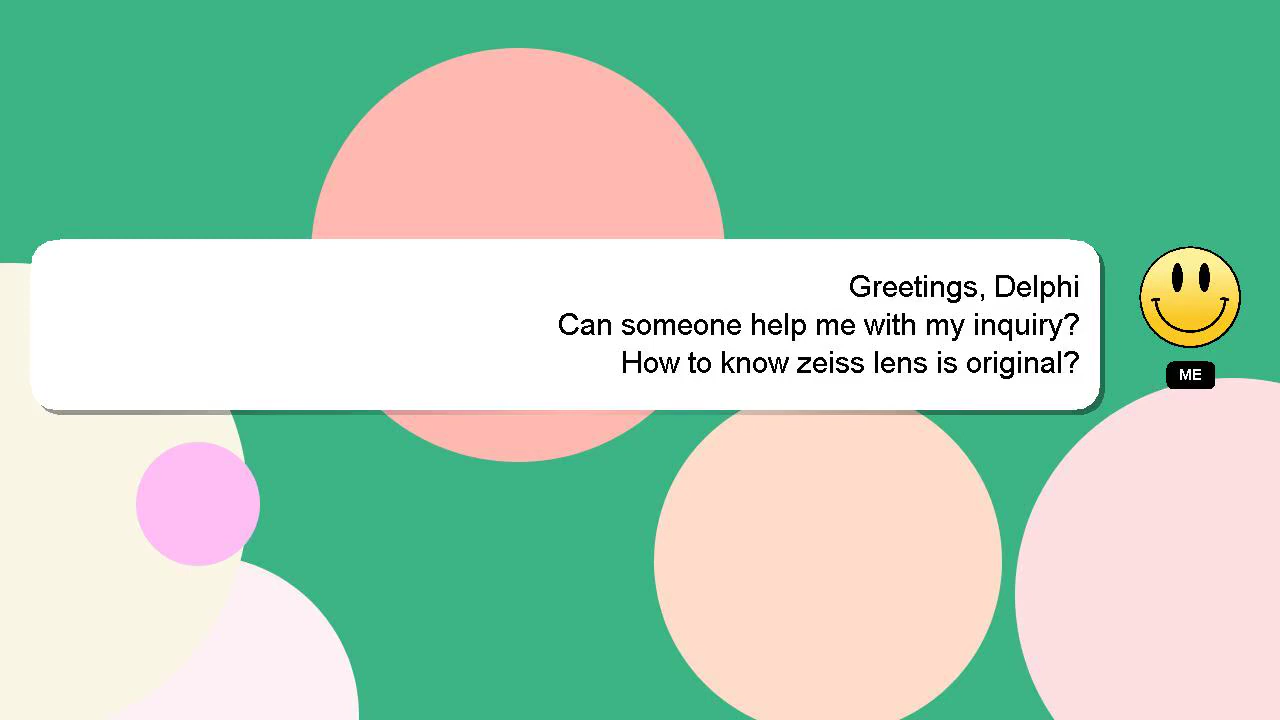 Greetings, Delphi
Can someone help me with my inquiry?
How to know zeiss lens is original?
ME